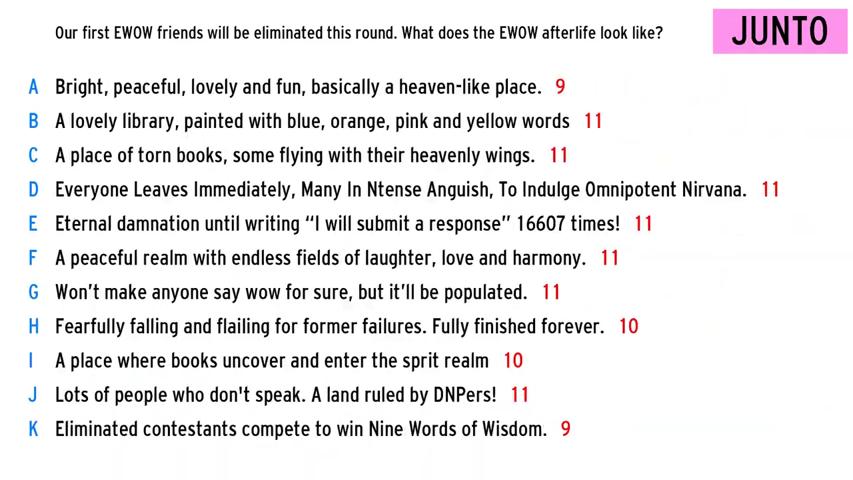 Our first EWOW friends will be eliminated this round. What does the EWOW afterlife look like?
JUNTO
A Bright, peaceful, lovely and fun, basically a heaven-like place. 9
B A lovely library, painted with blue, orange, pink and yellow words 11
C A place of torn books, some flying with their heavenly wings. 11
D Everyone Leaves Immediately, Many In Ntense Anguish, To Indulge Omnipotent Nirvana. 11
E Eternal damnation until writing “I will submit a response” 16607 times! 11
F A peaceful realm with endless fields of laughter, love and harmony. 11
G Won’t make anyone say wow for sure, but it’ll be populated. 11
H Fearfully falling and flailing for former failures. Fully finished forever. 10
I A place where books uncover and enter the sprit realm 10
J Lots of people who don't speak. A land ruled by DNPers! 11
K Eliminated contestants compete to win Nine Words of Wisdom. 9